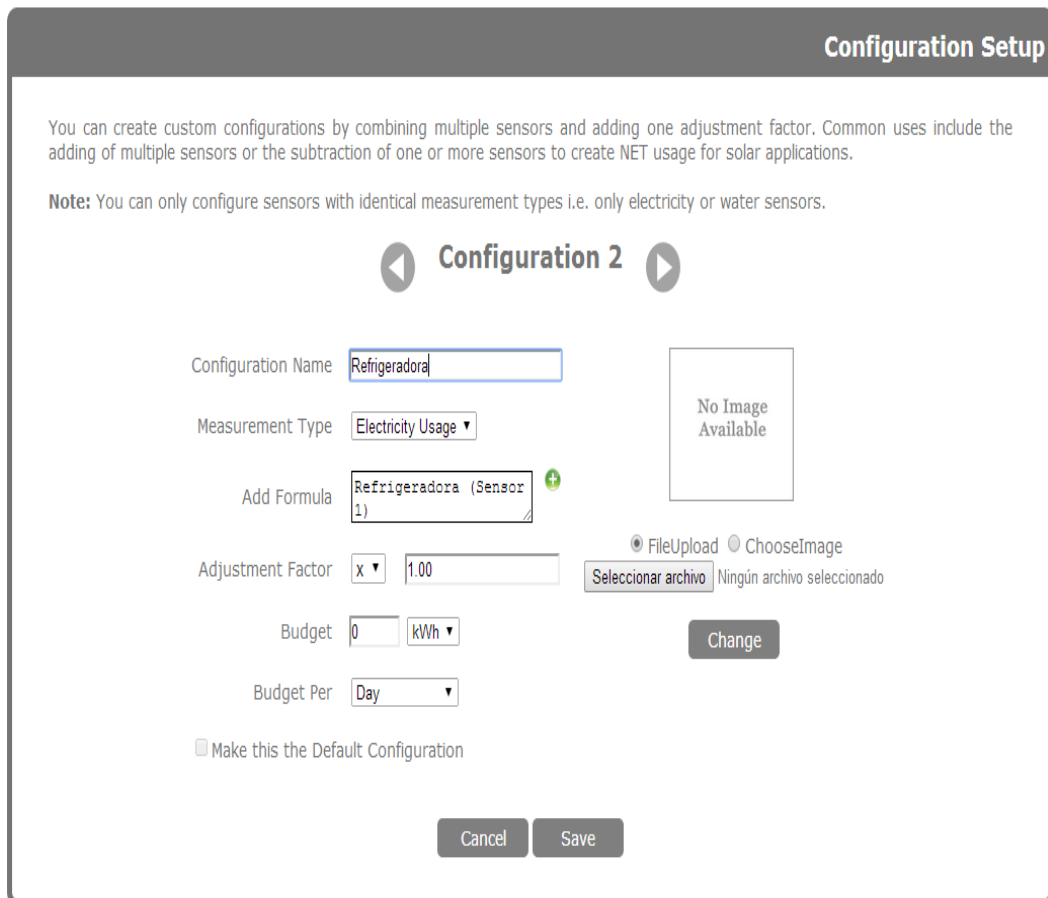 Configuration Setup
You can create custom configurations by combining multiple sensors and adding one adjustment factor. Common uses include the
adding of multiple sensors or the subtraction of one or more sensors to create NET usage for solar applications.
Note: You can only configure sensors with identical measurement types i.e. only electricity or water sensors.
Configuration 2
Configuration Name Refrigeradora
No Image
Available
Measurement Type Electricity Usage
Add Formula Refrigeradora (Sensor
1)
FileUpload ChooseImage
Adjustment Factor x 1.00
Seleccionar archivo Ningún archivo seleccionado
Budget 0 kWh
Change
Budget Per Day
Make this the Default Configuration
Cancel Save